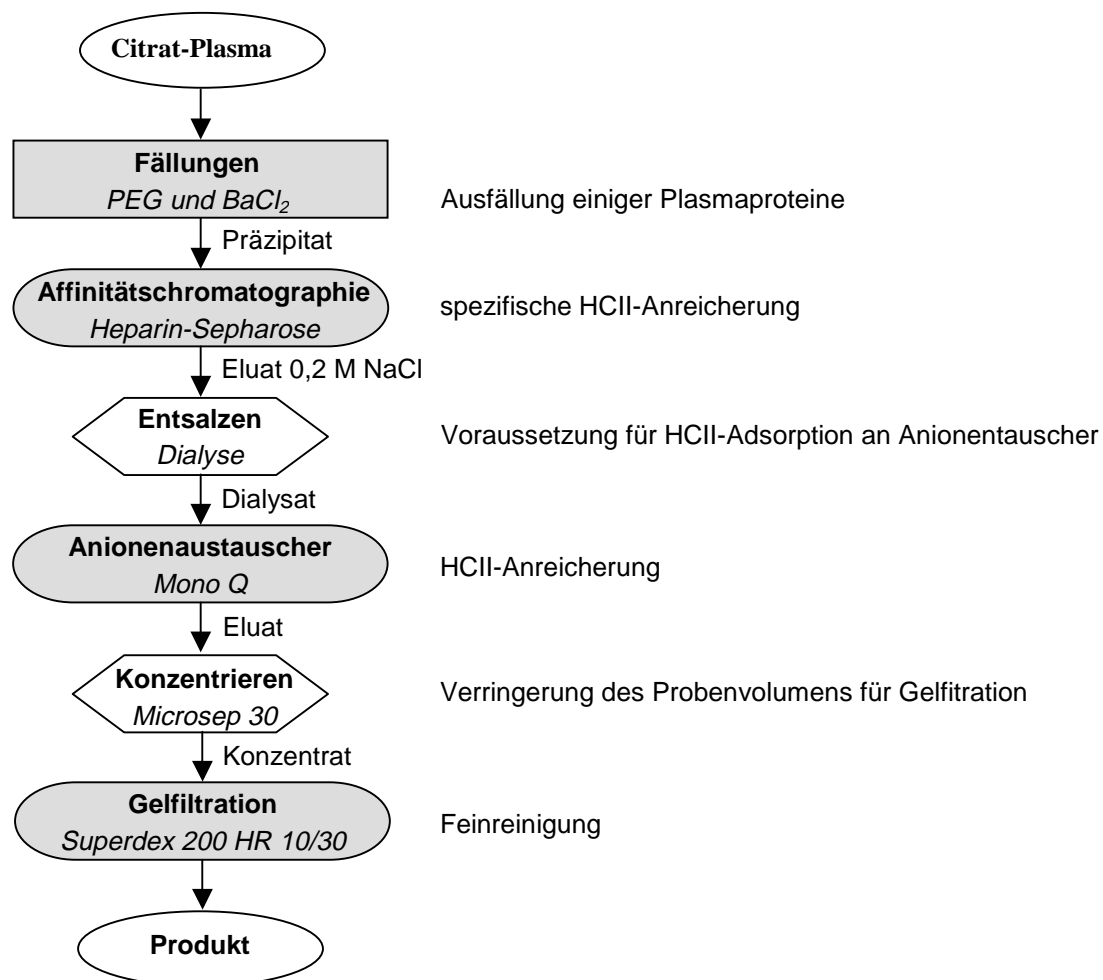 Citrat-Plasma
Fällungen
PEG und BaCl₂
Ausfällung einiger Plasmaproteine
Präzipitat
Affinitätschromatographie
Heparin-Sepharose
spezifische HCII-Anreicherung
Eluat 0,2 M NaCl
Entsalzen
Dialyse
Voraussetzung für HCII-Adsorption an Anionentauscher
Dialysat
Anionenaustauscher
Mono Q
HCII-Anreicherung
Eluat
Konzentrieren
Microsep 30
Verringerung des Probenvolumens für Gelfitration
Konzentrat
Gelfiltration
Superdex 200 HR 10/30
Feinreinigung
Produkt